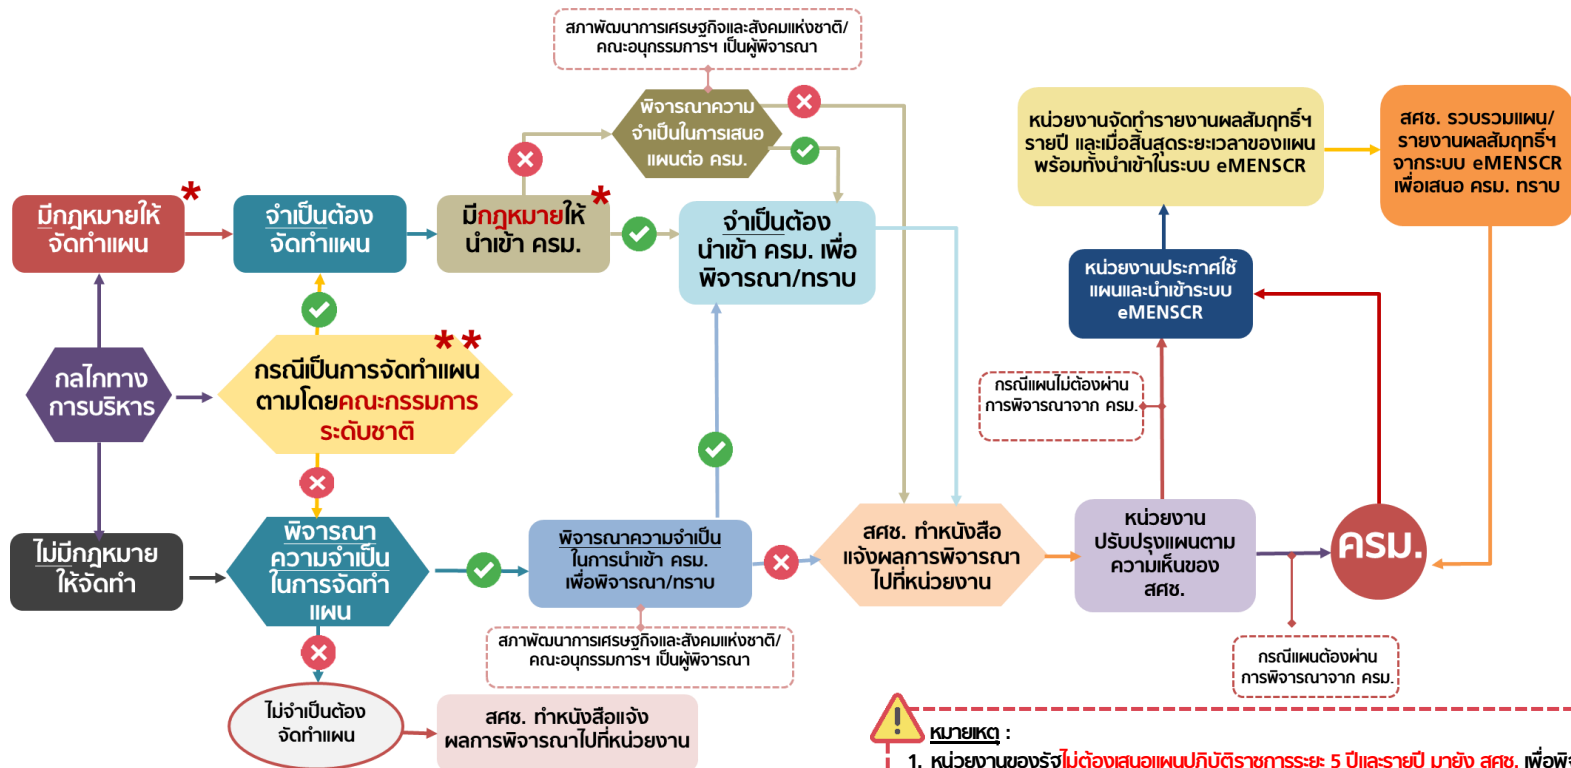 สภาพัฒนาการเศรษฐกิจและสังคมแห่งชาติ/
คณะอนุกรรมการฯ เป็นผู้พิจารณา
พิจารณาความ
จำเป็นในการเสนอ
แผนต่อ ครม.
หน่วยงานจัดทำรายงานผลสัมฤทธิ์ฯ
รายปี และเมื่อสิ้นสุดระยะเวลาของแผน
พร้อมทั้งนำเข้าในระบบ eMENSCR
สศช. รวบรวมแผน/
รายงานผลสัมฤทธิ์ฯ
จากระบบ eMENSCR
เพื่อเสนอ ครม. ทราบ
มีกฎหมายให้
จัดทำแผน
*
จำเป็นต้อง
จัดทำแผน
มีกฎหมายให้
นำเข้า ครม.
*
จำเป็นต้อง
นำเข้า ครม. เพื่อ
พิจารณา/ทราบ
หน่วยงานประกาศใช้
แผนและนำเข้าระบบ
eMENSCR
กลไกทาง
การบริหาร
**
กรณีเป็นการจัดทำแผน
ตามโดยคณะกรรมการ
ระดับชาติ
กรณีแผนไม่ต้องผ่าน
การพิจารณาจาก ครม.
ไม่มีกฎหมาย
ให้จัดทำ
พิจารณา
ความจำเป็น
ในการจัดทำ
แผน
พิจารณาความจำเป็น
ในการนำเข้า ครม.
เพื่อพิจารณา/ทราบ
สศช. ทำหนังสือ
แจ้งผลการพิจารณา
ไปที่หน่วยงาน
หน่วยงาน
ปรับปรุงแผนตาม
ความเห็นของ
สศช.
ครม.
สภาพัฒนาการเศรษฐกิจและสังคมแห่งชาติ/
คณะอนุกรรมการฯ เป็นผู้พิจารณา
กรณีแผนต้องผ่าน
การพิจารณาจาก ครม.
ไม่จำเป็นต้อง
จัดทำแผน
สศช. ทำหนังสือแจ้ง
ผลการพิจารณาไปที่หน่วยงาน
หมายเหตุ :
1. หน่วยงานของรัฐไม่ต้องเสนอแผนปฏิบัติราชการระยะ 5 ปีและรายปี มายัง สศช.